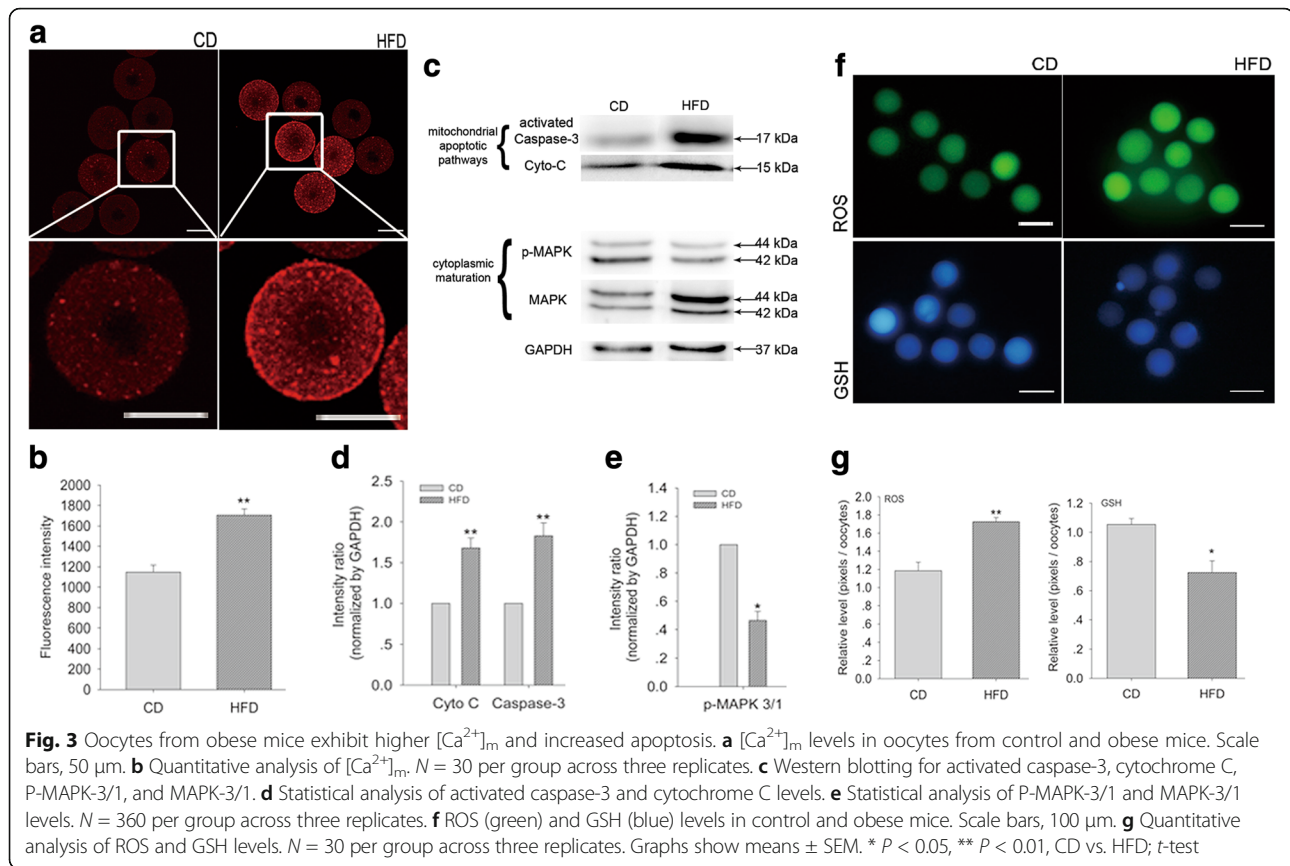 a
CD
HFD
b
Fluorescence intensity
2000
1800
1600
1400
1200
1000
800
600
400
200
0
**
CD
HFD
c
CD
HFD
mitochondrial
apoptotic
pathways
activated
Caspase-3
17 kDa
Cyto-C
15 kDa
cytoplasmic
maturation
p-MAPK
44 kDa
42 kDa
MAPK
44 kDa
42 kDa
GAPDH
37 kDa
d
Intensity ratio
(normalized by GAPDH)
CD
HFD
2.5
2.0
1.5
1.0
.5
0.0
**
**
Cyto C
Caspase-3
e
Intensity ratio
(normalized by GAPDH)
CD
HFD
1.4
1.2
1.0
.8
.6
.4
.2
0.0
*
p-MAPK 3/1
f
CD
HFD
ROS
GSH
g
Relative level (pixels / oocytes)
2.0
1.8
1.6
1.4
1.2
1.0
.8
.6
.4
.2
0.0
ROS
**
CD
HFD
Relative level (pixels / oocytes)
1.2
1.0
.8
.6
.4
.2
0.0
GSH
*
CD
HFD
Fig. 3 Oocytes from obese mice exhibit higher [Ca²⁺]ₘ and increased apoptosis. a [Ca²⁺]ₘ levels in oocytes from control and obese mice. Scale
bars, 50 μm. b Quantitative analysis of [Ca²⁺]ₘ. N = 30 per group across three replicates. c Western blotting for activated caspase-3, cytochrome C,
P-MAPK-3/1, and MAPK-3/1. d Statistical analysis of activated caspase-3 and cytochrome C levels. e Statistical analysis of P-MAPK-3/1 and MAPK-3/1
levels. N = 360 per group across three replicates. f ROS (green) and GSH (blue) levels in control and obese mice. Scale bars, 100 μm. g Quantitative
analysis of ROS and GSH levels. N = 30 per group across three replicates. Graphs show means ± SEM. * P < 0.05, ** P < 0.01, CD vs. HFD; t-test